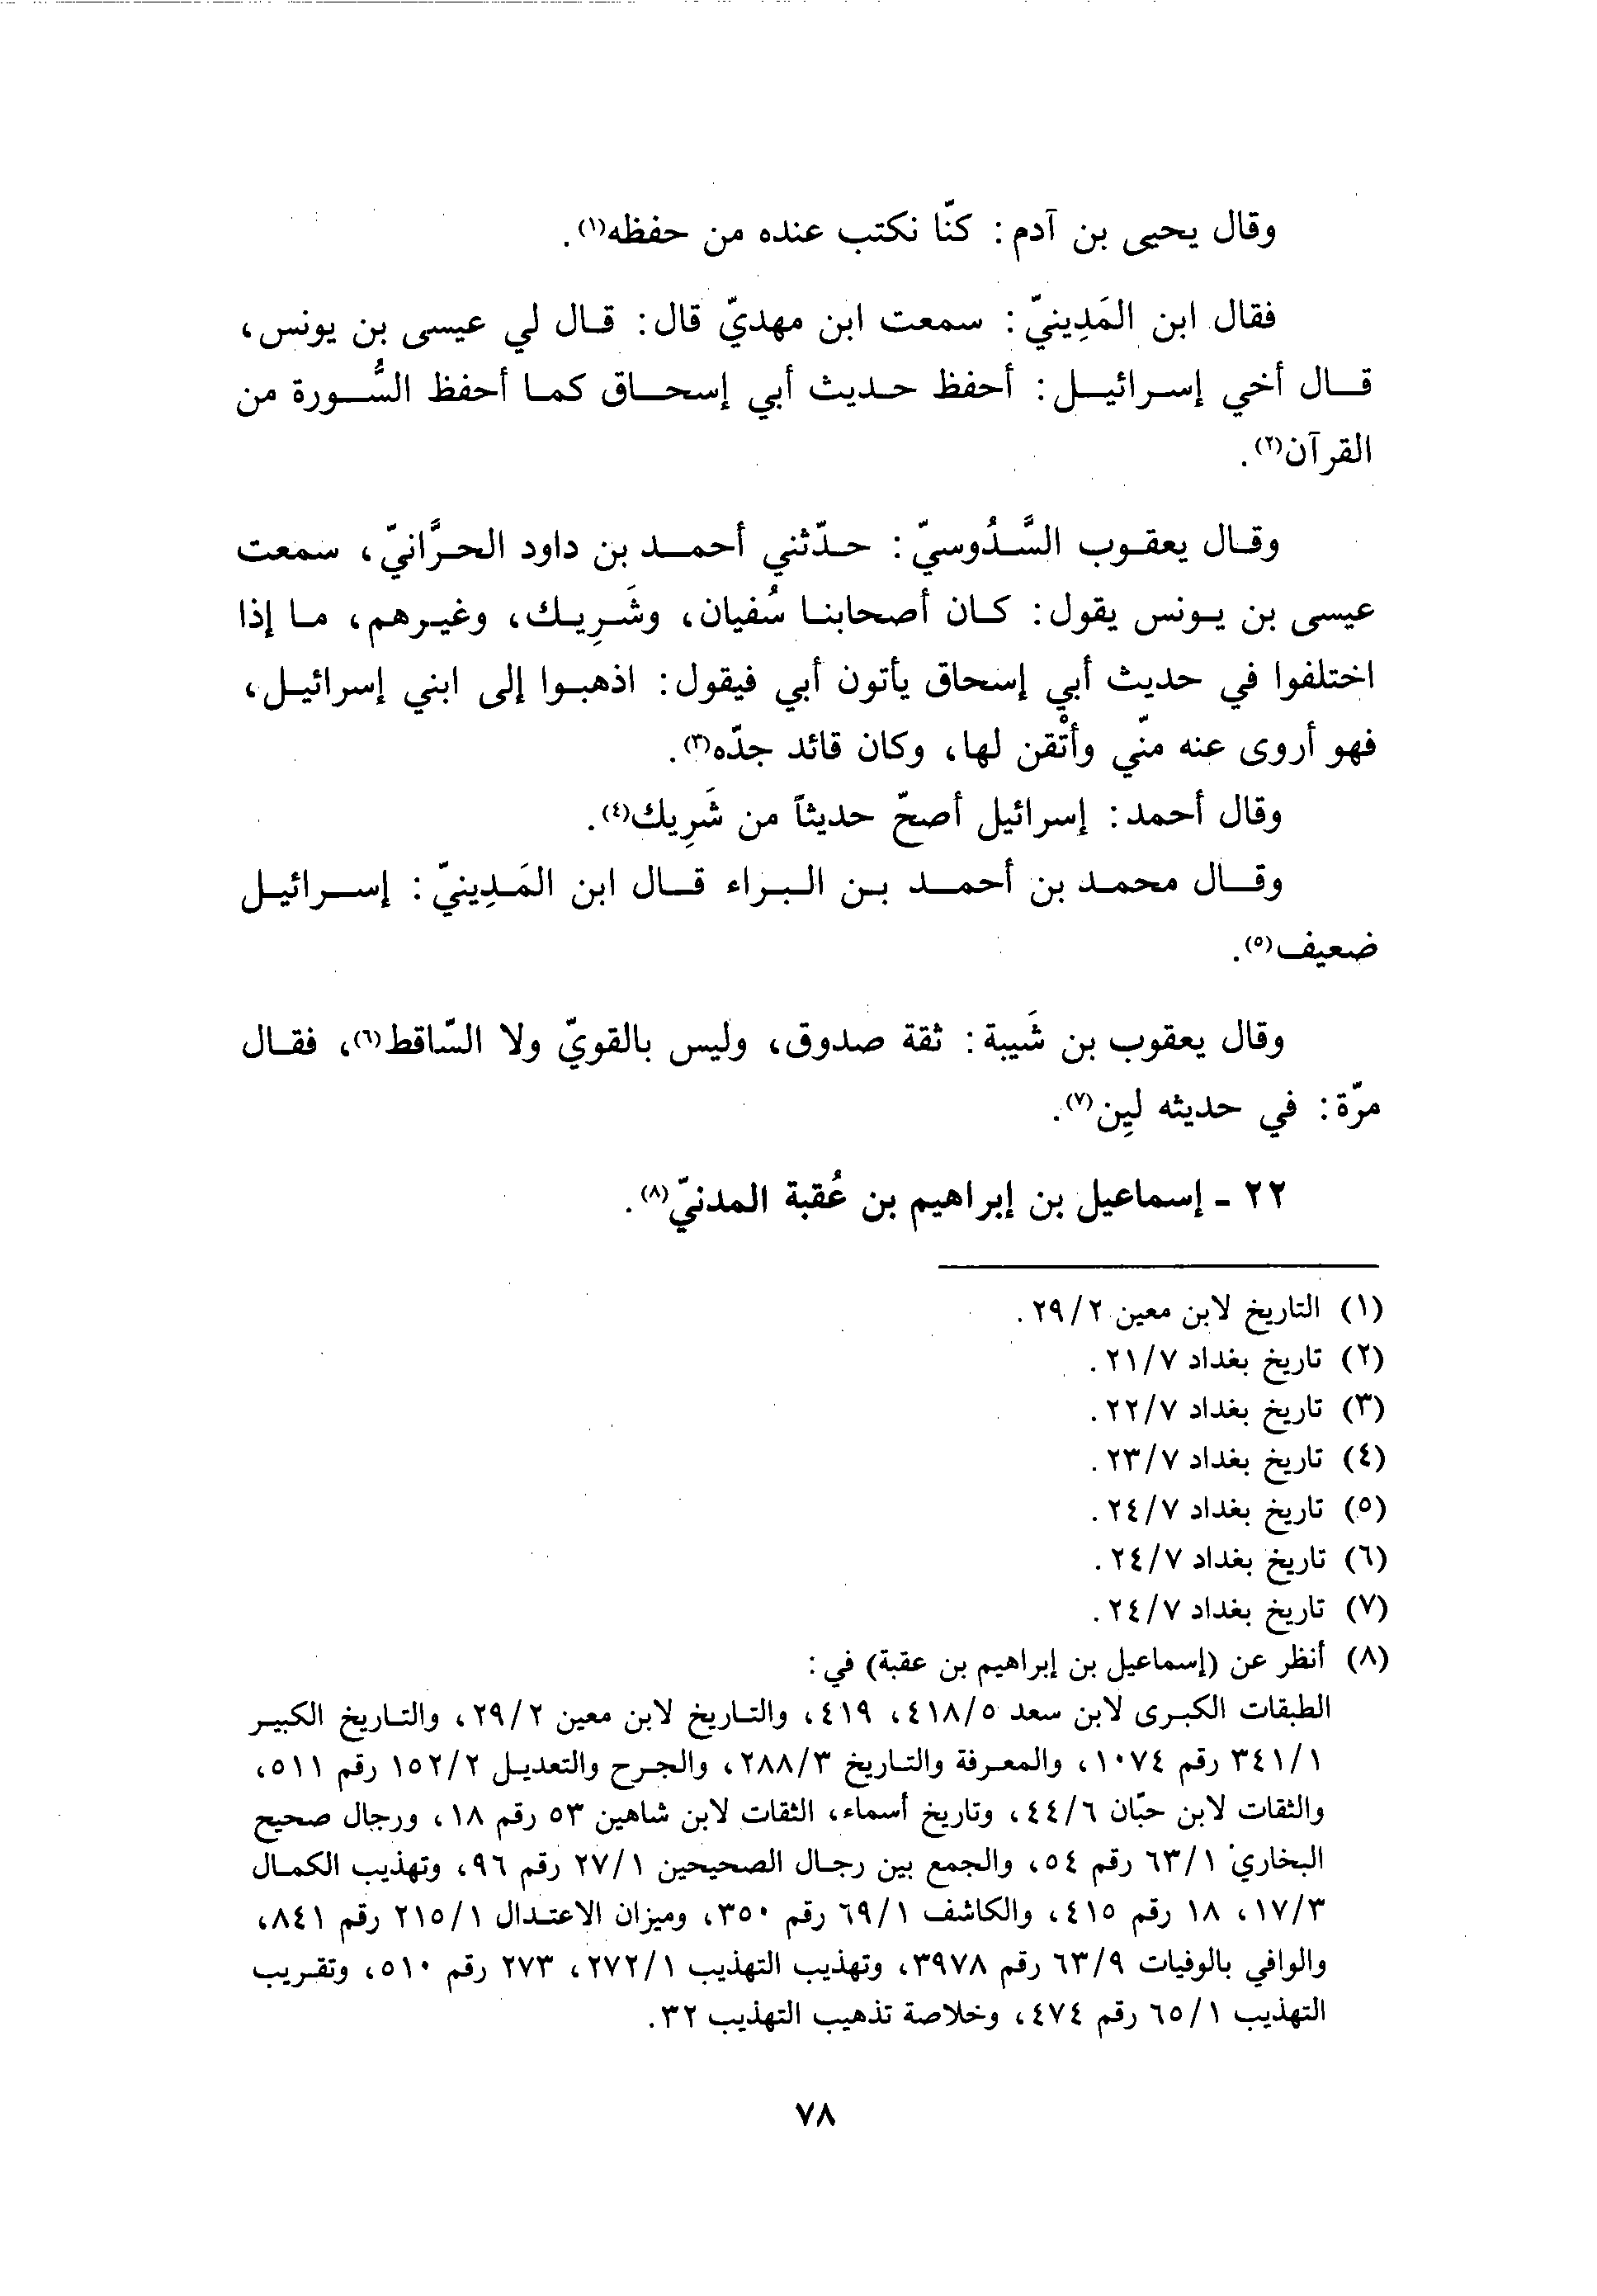 وقال يحيى بن آدم: كنّا نكتب عنده من حفظه(١).
فقال ابن المَدِينيّ: سمعت ابن مهديّ قال: قال لي عيسى بن يونس،
قال أخي إسرائيل: أحفظ حديث أبي إسحاق كما أحفظ السُّورة من
القرآن(٢).
وقال يعقوب السَّدُوسيّ: حدّثني أحمد بن داود الحرَّانيّ، سمعت
عيسى بن يونس يقول: كان أصحابنا سُفيان، وشَرِيك، وغيرهم، ما إذا
اختلفوا في حديث أبي إسحاق يأتون أبي فيقول: اذهبوا إلى ابني إسرائيل،
فهو أروى عنه منّي وأتْقن لها، وكان قائد جدّه(٣).
وقال أحمد: إسرائيل أصحّ حديثاً من شَرِيك(٤).
وقال محمد بن أحمد بن البراء قال ابن المَدِينيّ: إسرائيل
ضعيف(٥).
وقال يعقوب بن شَيبة: ثقة صدوق، وليس بالقويّ ولا السّاقط(٦)، فقال
مرّة: في حديثه لِين(٧).
٢٢ - إسماعيل بن إبراهيم بن عُقبة المدنيّ(٨).
(١) التاريخ لابن معين ٢٩/٢.
(٢) تاريخ بغداد ٢١/٧.
(٣) تاريخ بغداد ٢٢/٧.
(٤) تاريخ بغداد ٢٣/٧.
(٥) تاريخ بغداد ٢٤/٧.
(٦) تاريخ بغداد ٢٤/٧.
(٧) تاريخ بغداد ٢٤/٧.
(٨) أنظر عن (إسماعيل بن إبراهيم بن عقبة) في:
الطبقات الكبرى لابن سعد ٤١٨/٥، ٤١٩، والتاريخ لابن معين ٢٩/٢، والتاريخ الكبير
٣٤١/١ رقم ١٠٧٤، والمعرفة والتاريخ ٢٨٨/٣، والجرح والتعديل ١٥٢/٢ رقم ٥١١،
والثقات لابن حبّان ٤٤/٦، وتاريخ أسماء، الثقات لابن شاهين ٥٣ رقم ١٨، ورجال صحيح
البخاري ٦٣/١ رقم ٥٤، والجمع بين رجال الصحيحين ٢٧/١ رقم ٩٦، وتهذيب الكمال
١٧/٣، ١٨ رقم ٤١٥، والكاشف ٦٩/١ رقم ٣٥٠، وميزان الاعتدال ٢١٥/١ رقم ٨٤١،
والوافي بالوفيات ٦٣/٩ رقم ٣٩٧٨، وتهذيب التهذيب ٢٧٢/١، ٢٧٣ رقم ٥١٠، وتقريب
التهذيب ٦٥/١ رقم ٤٧٤، وخلاصة تذهيب التهذيب ٣٢.
٧٨